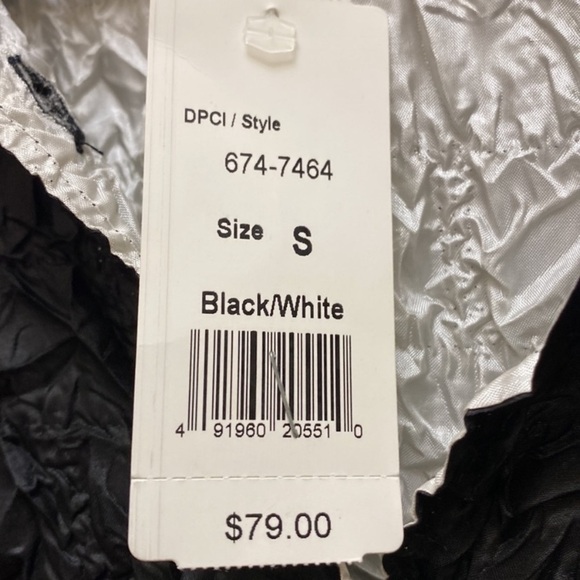 DPCI / Style
674-7464
Size S
Black/White
4 91960 20551 0
$79.00